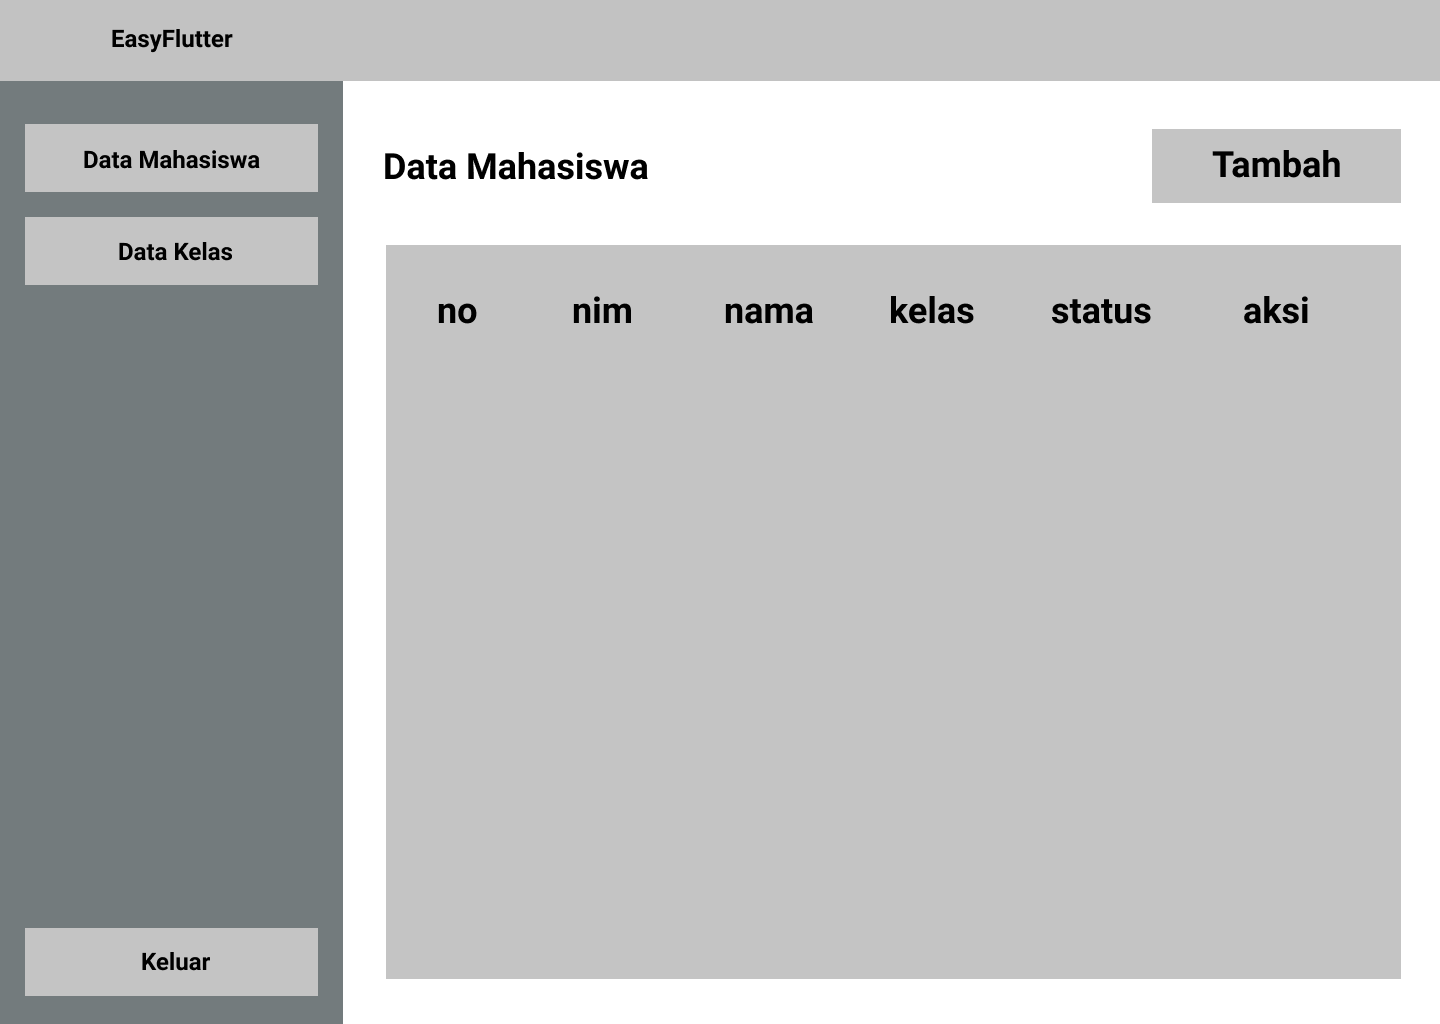 EasyFlutter
Data Mahasiswa
Data Kelas
Keluar
Data Mahasiswa
Tambah
no nim nama kelas status aksi